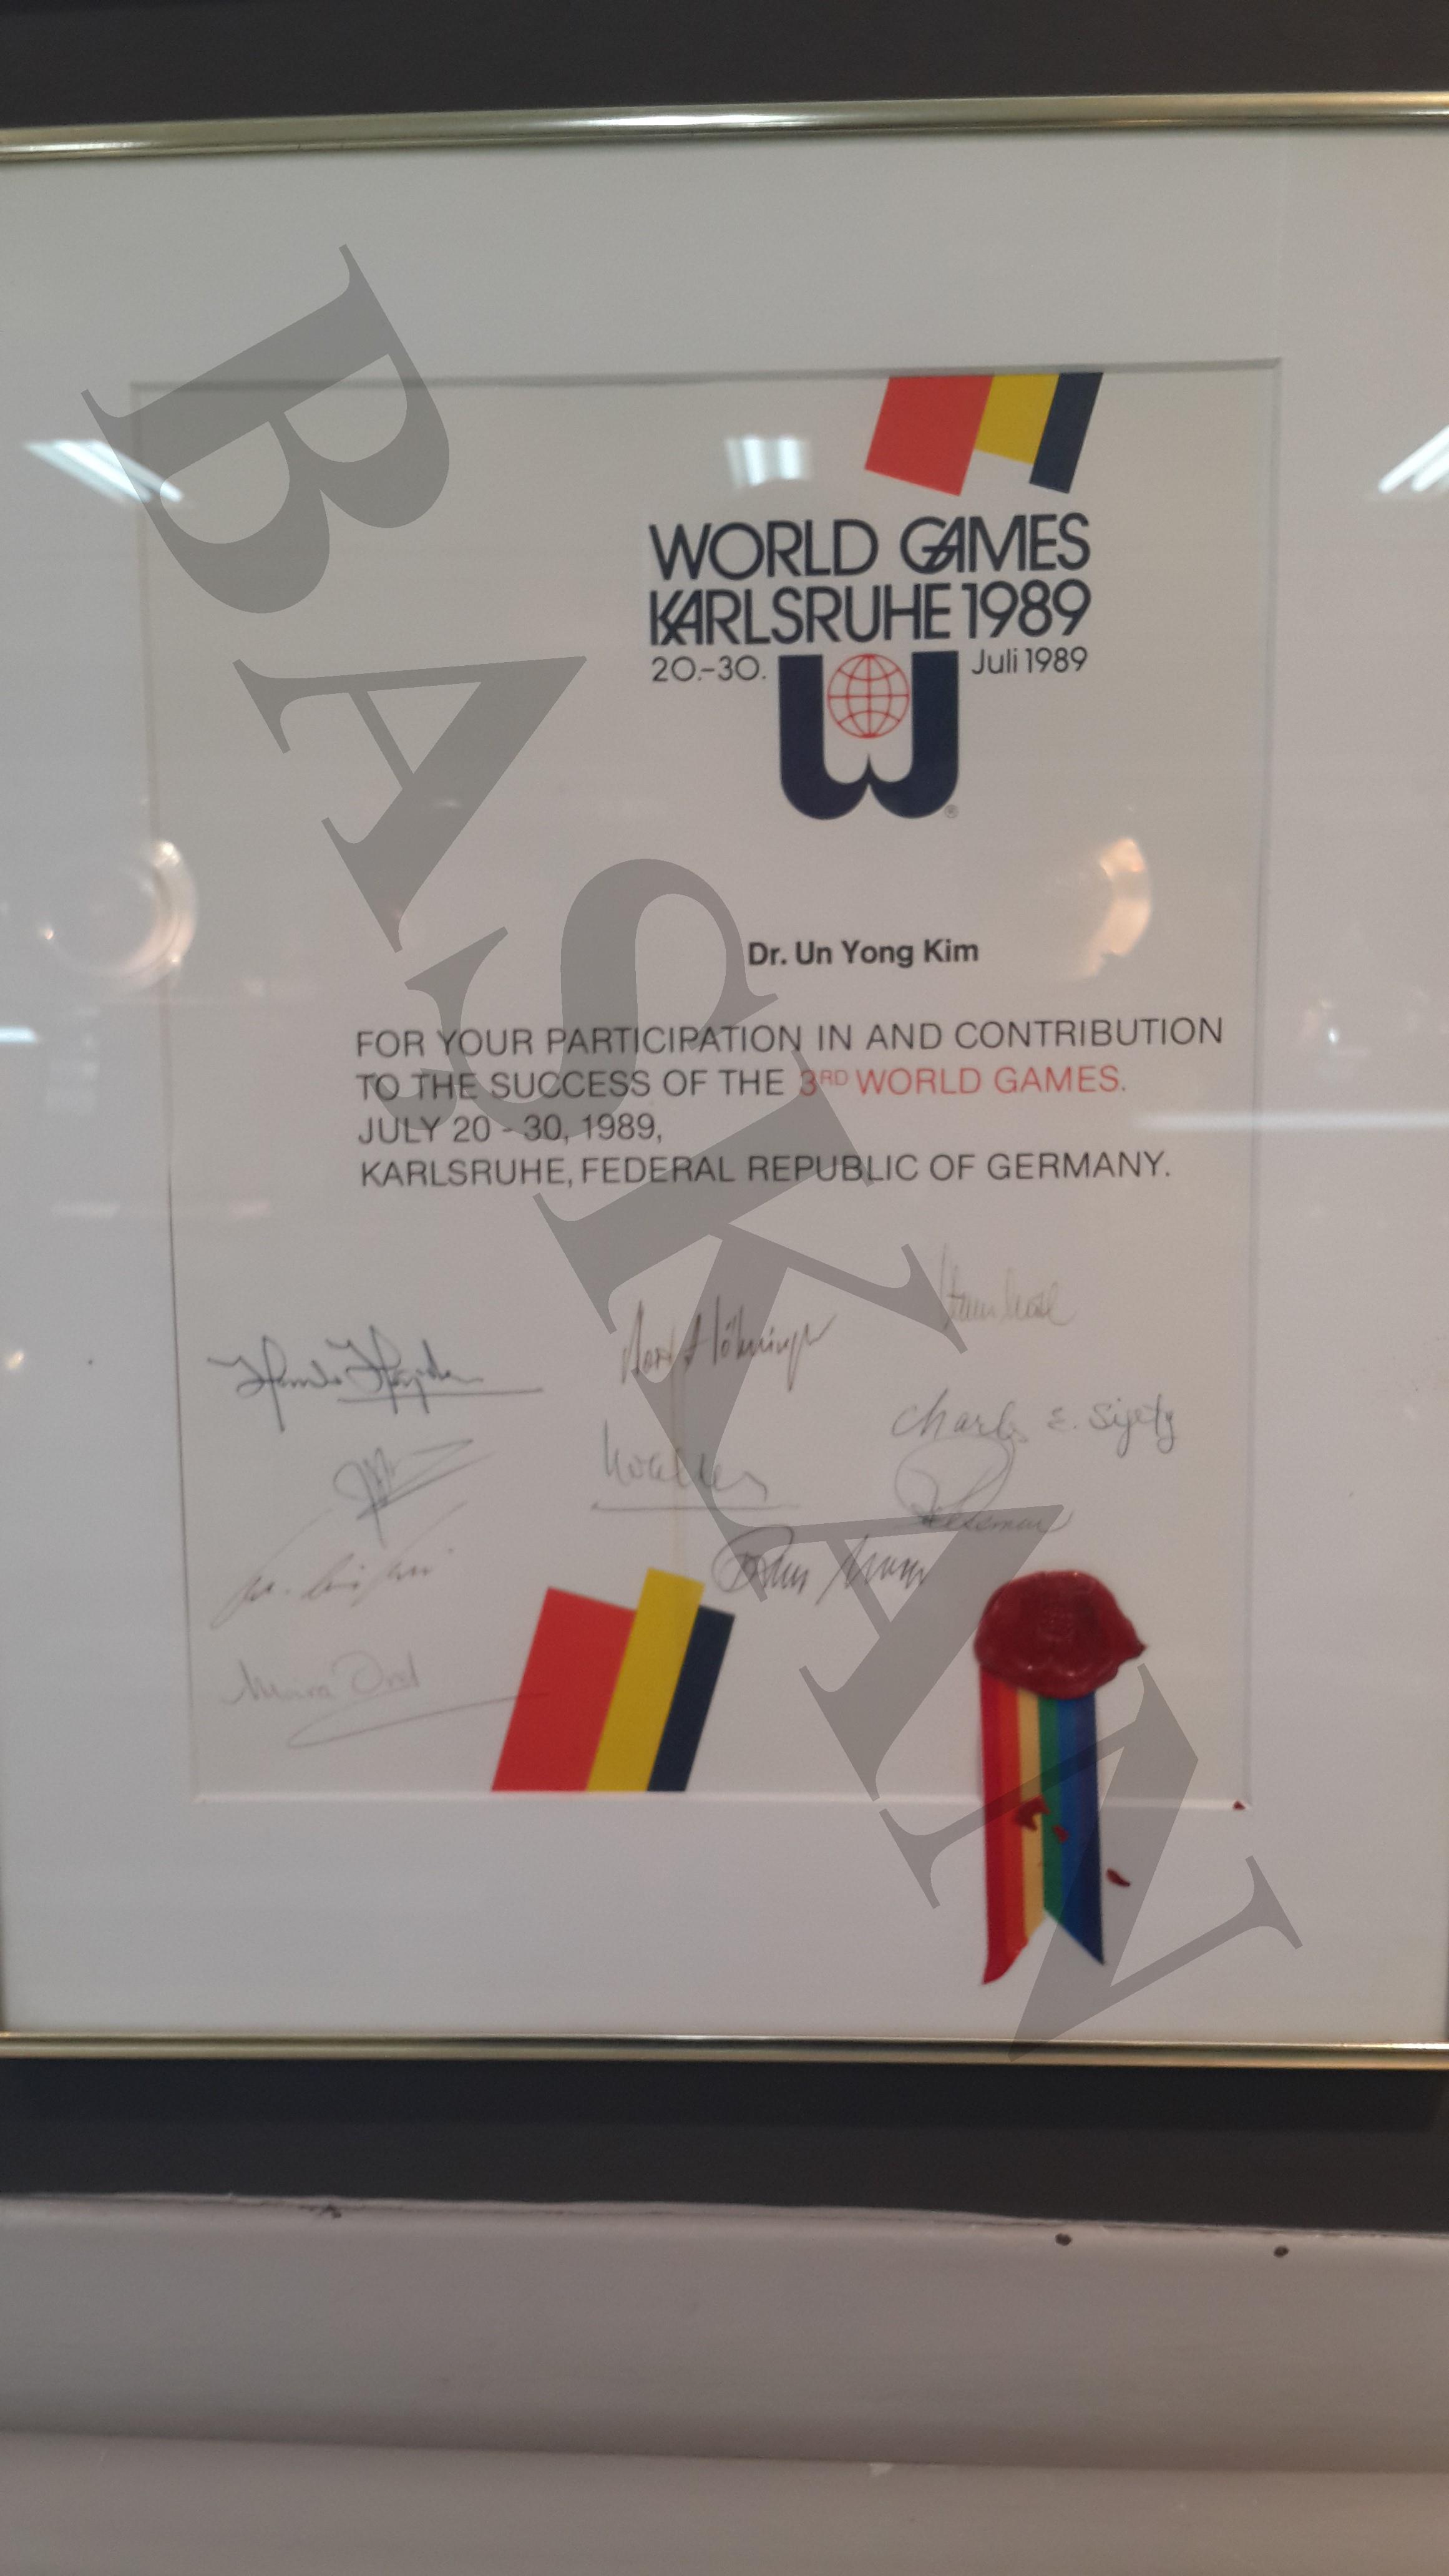 WORLD GAMES
KARLSRUHE 1989
20.-30. Juli 1989
W
®
Dr. Un Yong Kim
FOR YOUR PARTICIPATION IN AND CONTRIBUTION
TO THE SUCCESS OF THE 3RD WORLD GAMES.
JULY 20 - 30, 1989,
KARLSRUHE, FEDERAL REPUBLIC OF GERMANY.
Charles E.
BASKAN